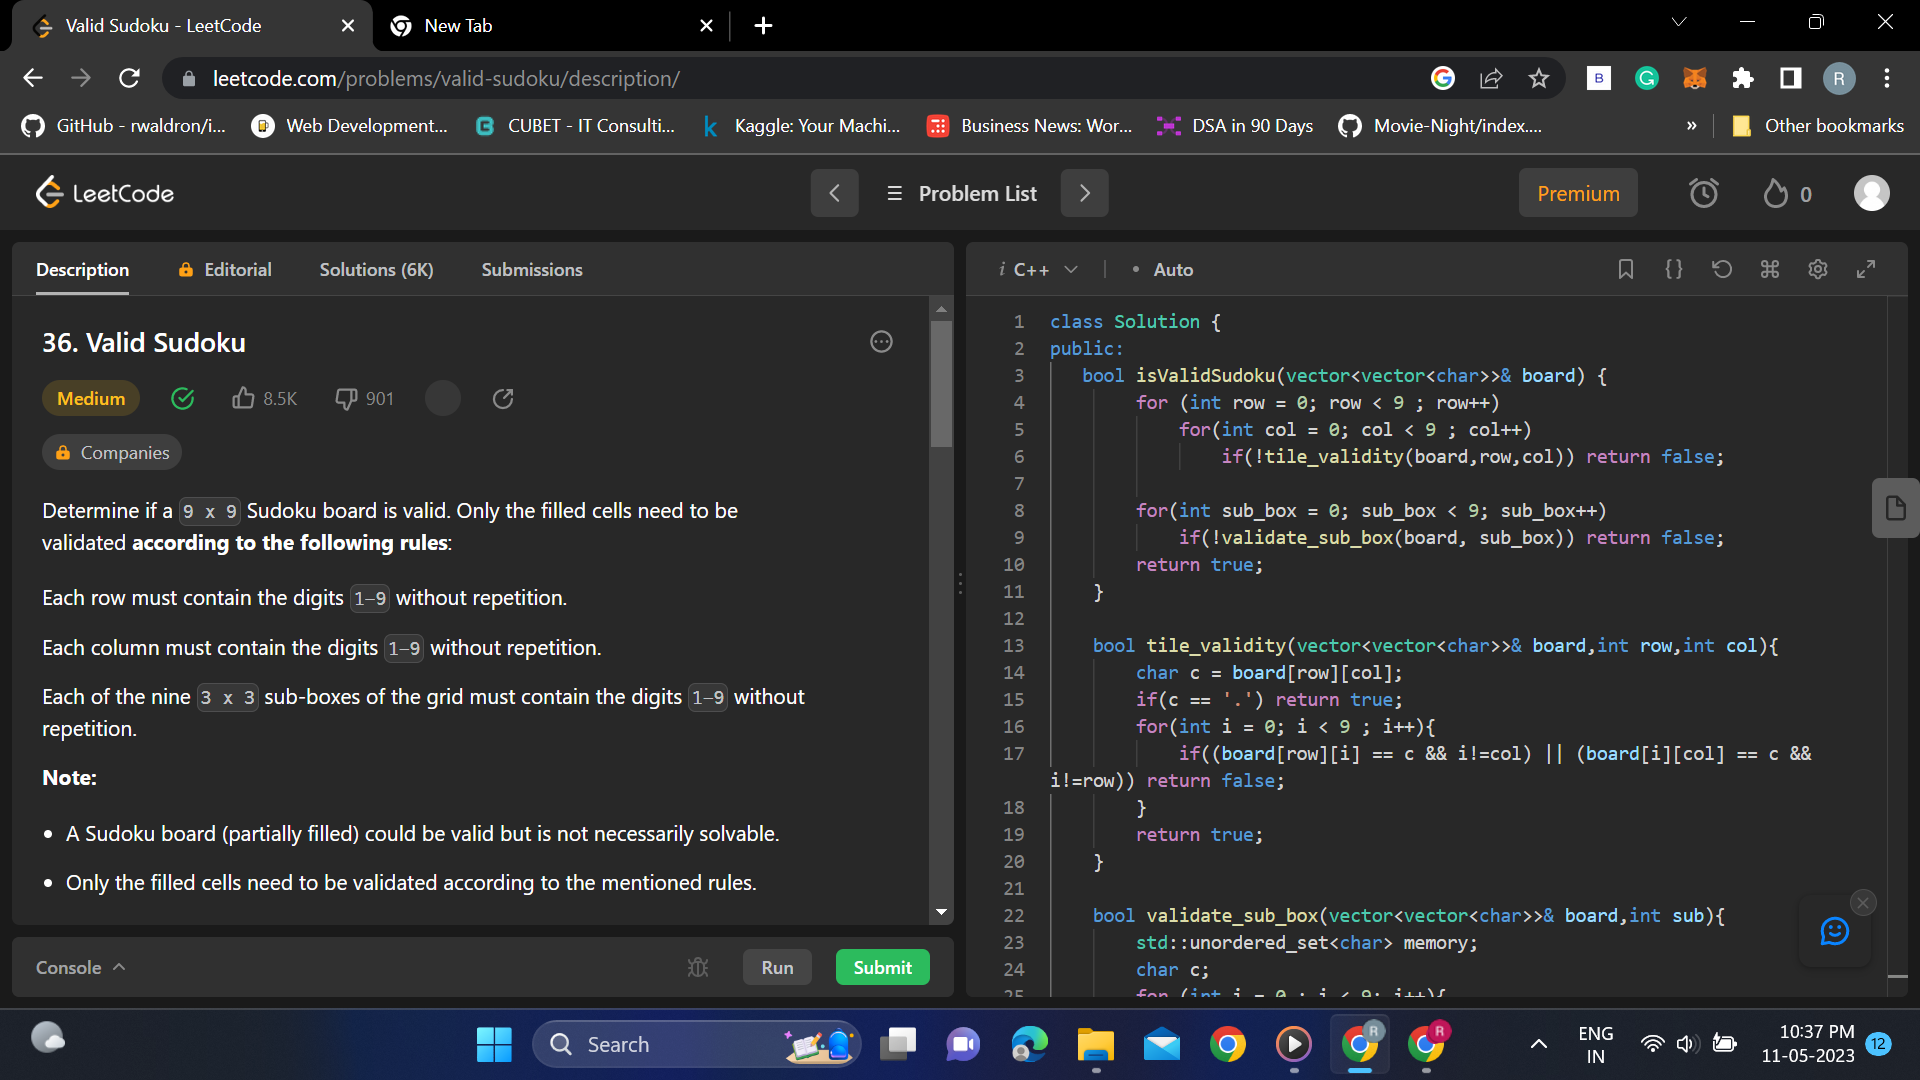 Valid Sudoku - LeetCode
New Tab
leetcode.com/problems/valid-sudoku/description/
B
G
R
GitHub - rwaldron/i...
Web Development...
CUBET - IT Consulti...
Kaggle: Your Machi...
Business News: Wor...
DSA in 90 Days
Movie-Night/index....
»
Other bookmarks
LeetCode
Problem List
Premium
0
Description
Editorial
Solutions (6K)
Submissions
36. Valid Sudoku
Medium
8.5K
901
Companies
Determine if a 9 x 9 Sudoku board is valid. Only the filled cells need to be
validated according to the following rules:
Each row must contain the digits 1-9 without repetition.
Each column must contain the digits 1-9 without repetition.
Each of the nine 3 x 3 sub-boxes of the grid must contain the digits 1-9 without
repetition.
Note:
• A Sudoku board (partially filled) could be valid but is not necessarily solvable.
• Only the filled cells need to be validated according to the mentioned rules.
Console
Run
Submit
i C++
• Auto
1 class Solution {
2 public:
3 bool isValidSudoku(vector<vector<char>>& board) {
4 for (int row = 0; row < 9 ; row++)
5 for(int col = 0; col < 9 ; col++)
6 if(!tile_validity(board,row,col)) return false;
7
8 for(int sub_box = 0; sub_box < 9; sub_box++)
9 if(!validate_sub_box(board, sub_box)) return false;
10 return true;
11 }
12
13 bool tile_validity(vector<vector<char>>& board,int row,int col){
14 char c = board[row][col];
15 if(c == '.') return true;
16 for(int i = 0; i < 9 ; i++){
17 if((board[row][i] == c && i!=col) || (board[i][col] == c &&
i!=row)) return false;
18 }
19 return true;
20 }
21
22 bool validate_sub_box(vector<vector<char>>& board,int sub){
23 std::unordered_set<char> memory;
24 char c;
25 for (int i = 0 ; i < 9; i++){
Search
R
R
ENG
IN
10:37 PM
11-05-2023
12